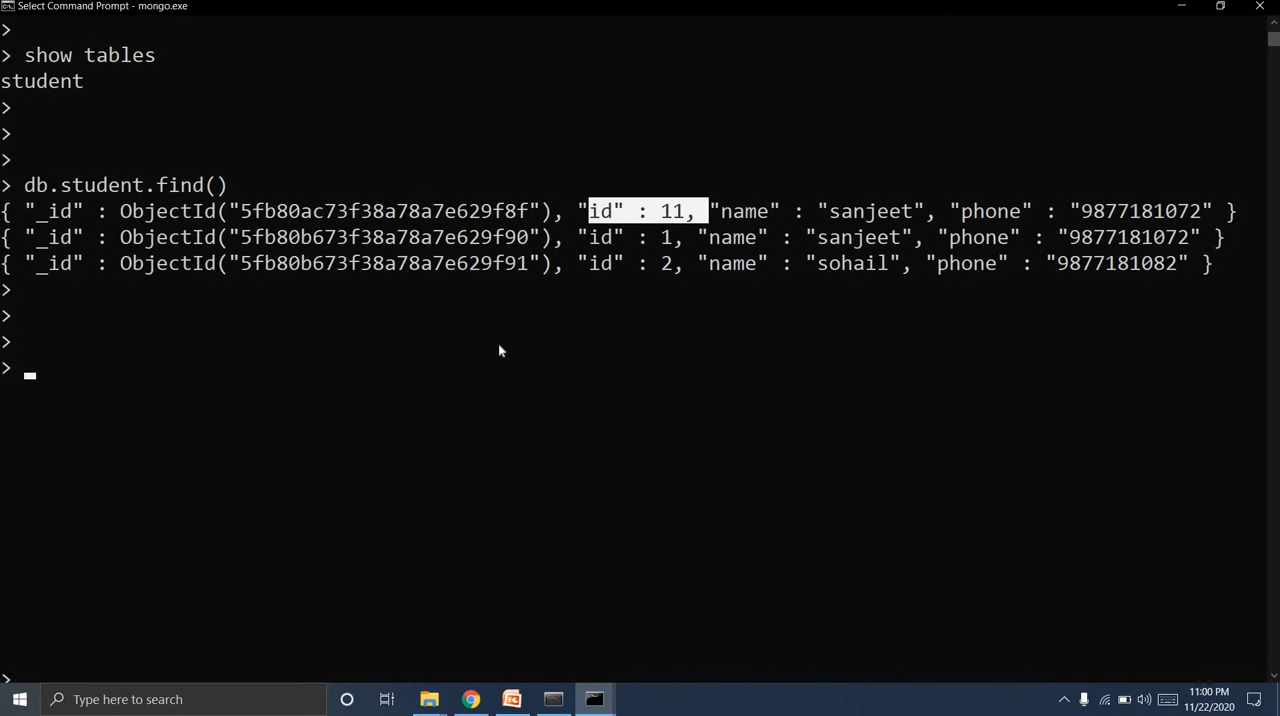 Select Command Prompt - mongo.exe
>
> show tables
student
>
>
>
> db.student.find()
{ "_id" : ObjectId("5fb80ac73f38a78a7e629f8f"), "id" : 11, "name" : "sanjeet", "phone" : "9877181072" }
{ "_id" : ObjectId("5fb80b673f38a78a7e629f90"), "id" : 1, "name" : "sanjeet", "phone" : "9877181072" }
{ "_id" : ObjectId("5fb80b673f38a78a7e629f91"), "id" : 2, "name" : "sohail", "phone" : "9877181082" }
>
>
>
>
>
Type here to search
11:00 PM
11/22/2020